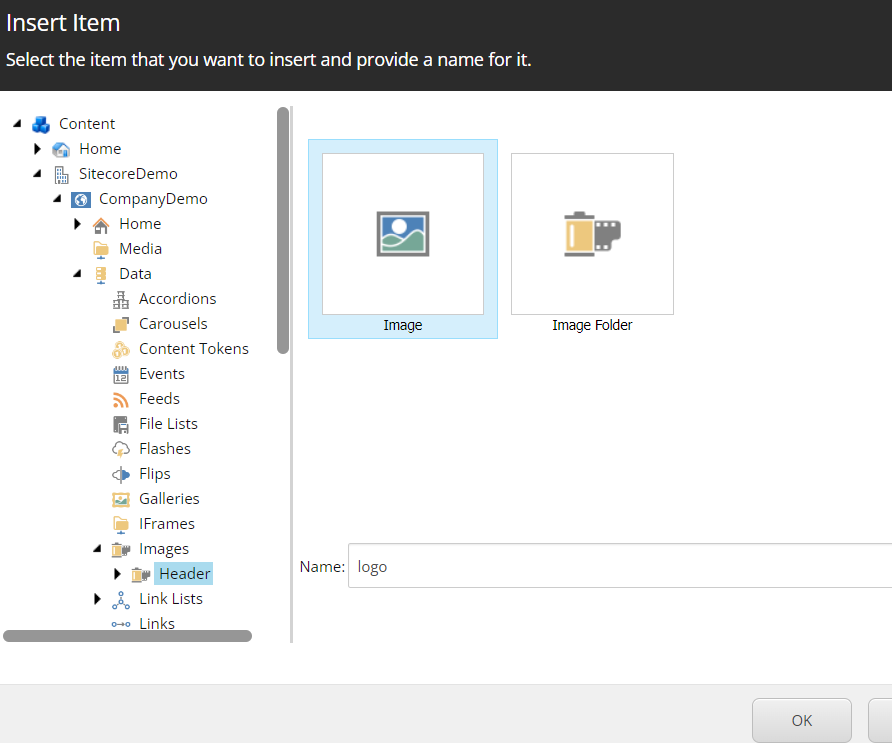 Insert Item
Select the item that you want to insert and provide a name for it.
Content
Home
SitecoreDemo
CompanyDemo
Home
Media
Data
Accordions
Carousels
Content Tokens
Events
12
Feeds
File Lists
Flashes
Flips
Galleries
IFrames
Images
Header
Link Lists
Links
Image
Image Folder
Name: logo
OK